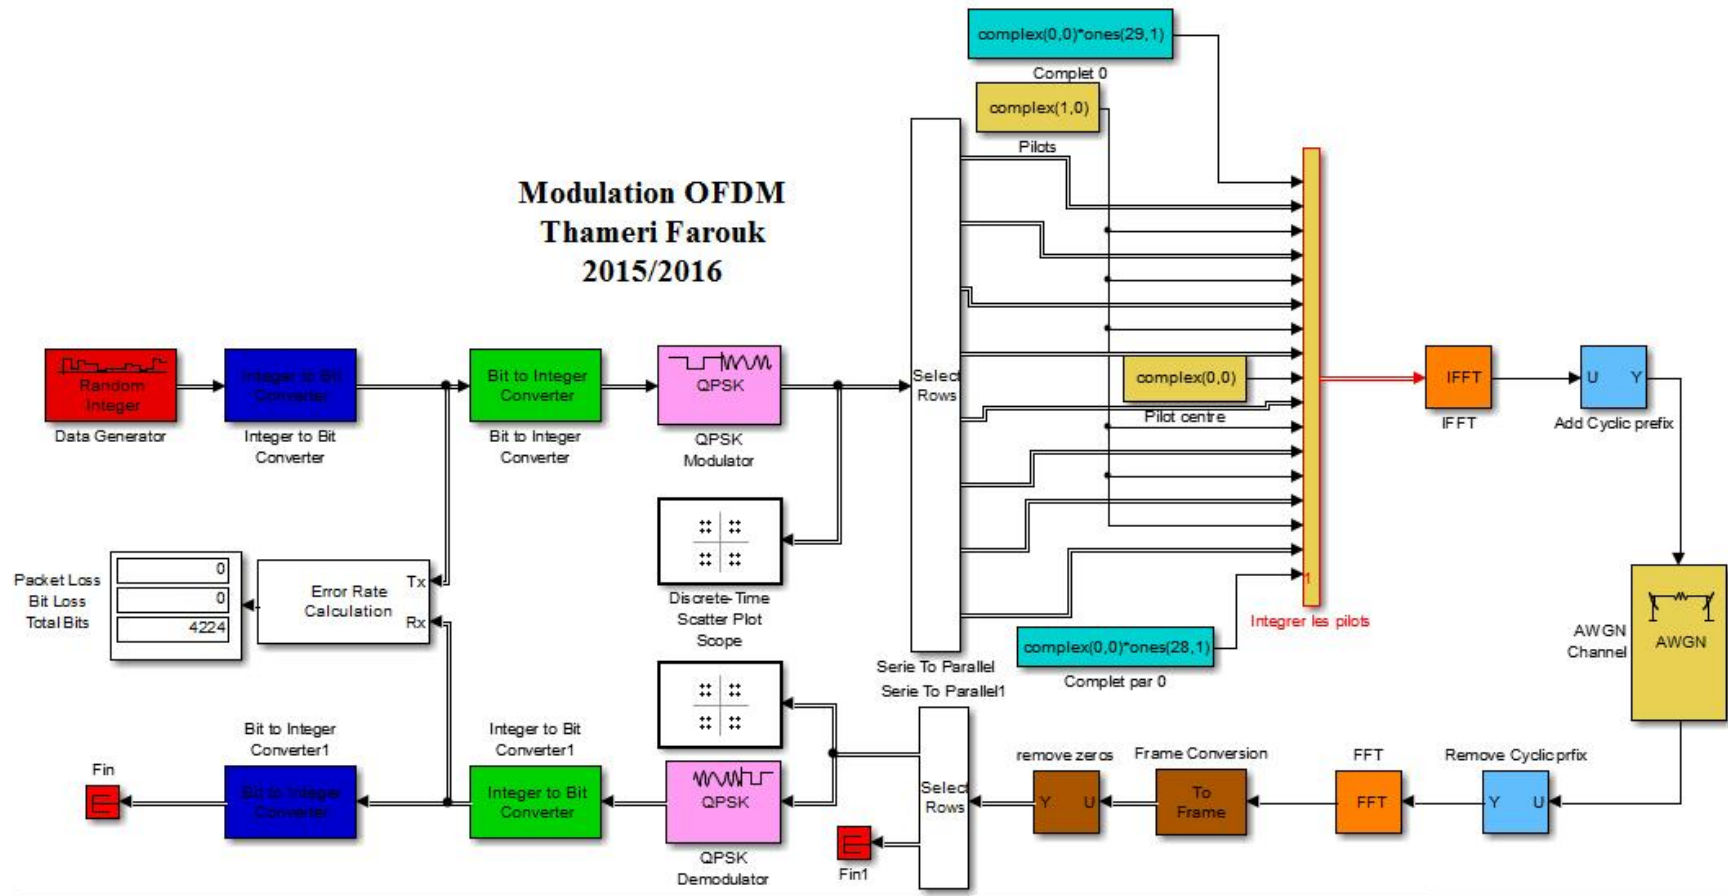 complex(0,0)*ones(29,1)
Complet 0
complex(1,0)
Pilots
Modulation OFDM
Thameri Farouk
2015/2016
Random
Integer
Data Generator
Integer to Bit
Converter
Integer to Bit
Converter
Bit to Integer
Converter
Bit to Integer
Converter
QPSK
QPSK
Modulator
Select
Rows
Serie To Parallel
complex(0,0)
Pilot centre
1
Integrer les pilots
IFFT
IFFT
U Y
Add Cyclic prefix
Packet Loss
Bit Loss
Total Bits
0
0
4224
Error Rate
Calculation
Tx
Rx
Discrete-Time
Scatter Plot
Scope
complex(0,0)*ones(28,1)
Complet par 0
AWGN
Channel
AWGN
Serie To Parallel1
Select
Rows
Fin
Bit to Integer
Converter1
Bit to Integer
Converter
Integer to Bit
Converter1
Integer to Bit
Converter
QPSK
QPSK
Demodulator
Fin1
remove zeros
Y U
Frame Conversion
To
Frame
FFT
FFT
Remove Cyclic prfix
Y U